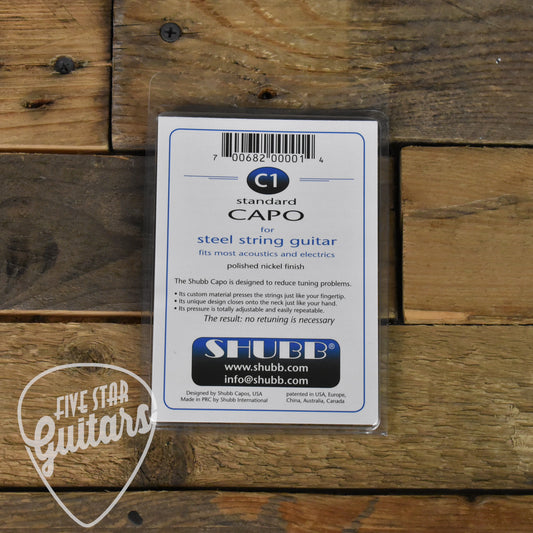 7 00682 00001 4
C1
standard
CAPO
for
steel string guitar
fits most acoustics and electrics
polished nickel finish
The Shubb Capo is designed to reduce tuning problems.
• Its custom material presses the strings just like your fingertip.
• Its unique design closes onto the neck just like your hand.
• Its pressure is totally adjustable and easily repeatable.
The result: no retuning is necessary
SHUBB®
www.shubb.com
info@shubb.com
Designed by Shubb Capos, USA
Made in PRC by Shubb International
patented in USA, Europe,
China, Australia, Canada
FIVE STAR
Guitars